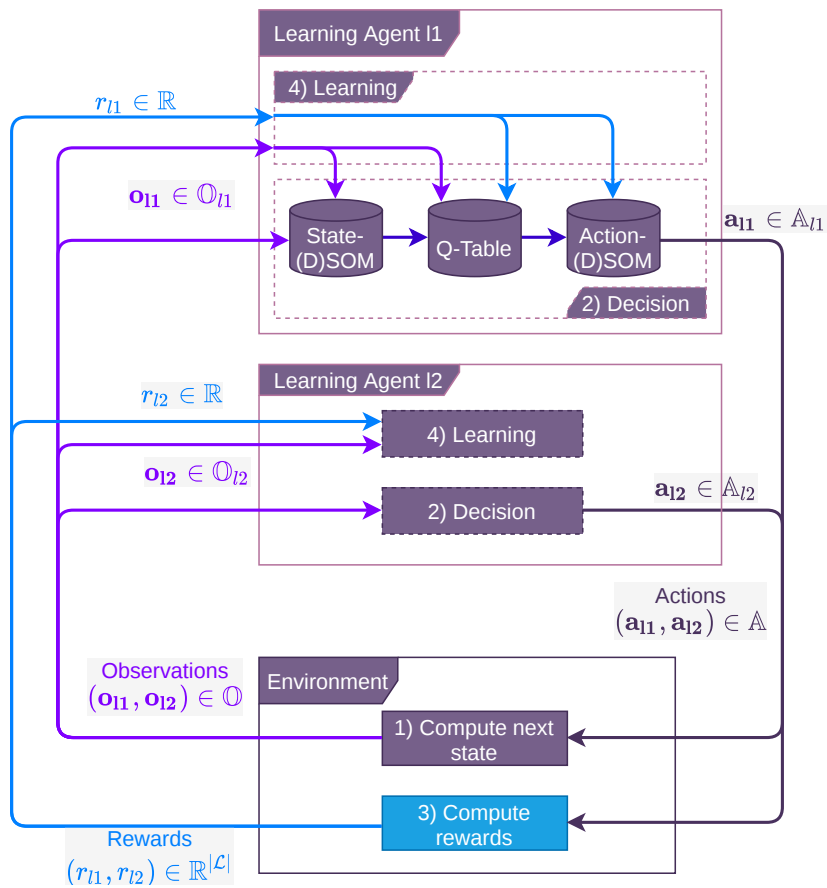 Learning Agent l1
4) Learning
r_{l1} ∈ ℝ
𝐨_{𝐥𝟏} ∈ 𝕆_{l1}
𝐚_{𝐥𝟏} ∈ 𝔸_{l1}
State-
(D)SOM
Q-Table
Action-
(D)SOM
2) Decision
Learning Agent l2
r_{l2} ∈ ℝ
4) Learning
𝐨_{𝐥𝟐} ∈ 𝕆_{l2}
𝐚_{𝐥𝟐} ∈ 𝔸_{l2}
2) Decision
Actions
(𝐚_{𝐥𝟏}, 𝐚_{𝐥𝟐}) ∈ 𝔸
Observations
(𝐨_{𝐥𝟏}, 𝐨_{𝐥𝟐}) ∈ 𝕆
Environment
1) Compute next
state
3) Compute
rewards
Rewards
(r_{l1}, r_{l2}) ∈ ℝ^{|ℒ|}